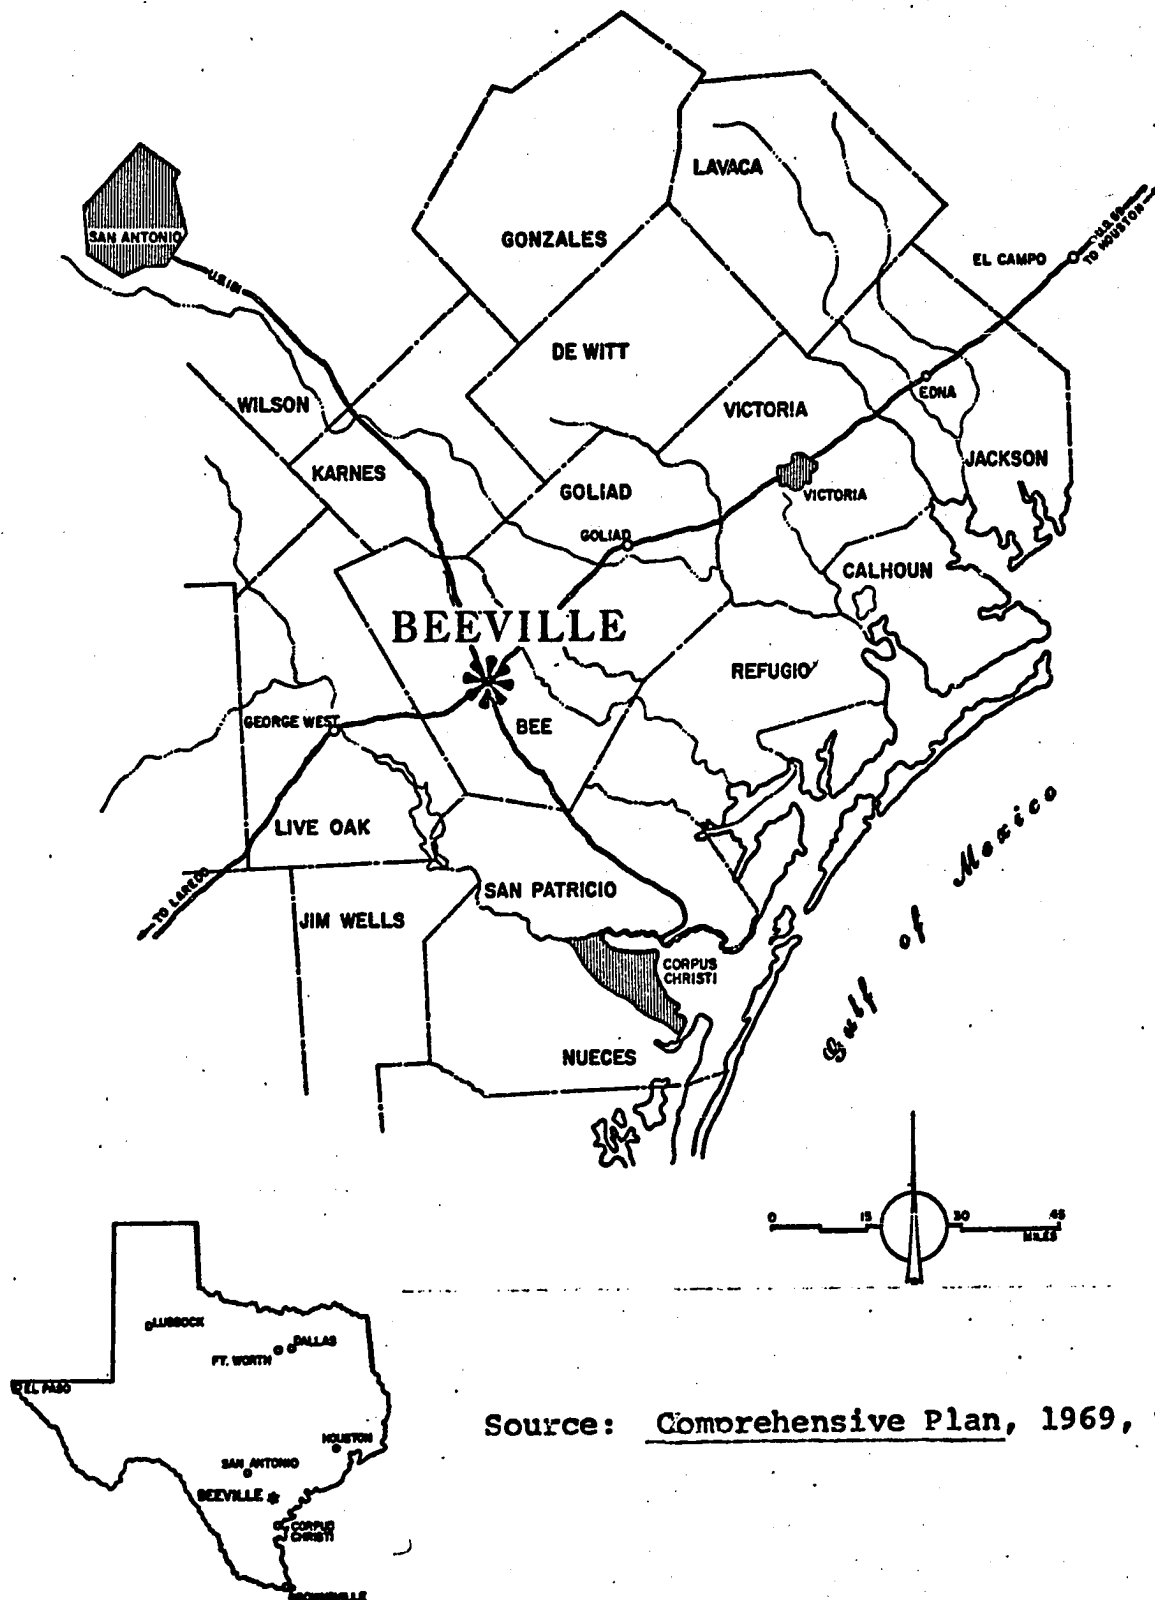 LAVACA
SAN ANTONIO
GONZALES
U.S. 59
TO HOUSTON
EL CAMPO
U.S. 181
DE WITT
WILSON
VICTORIA
EDNA
KARNES
GOLIAD
JACKSON
VICTORIA
GOLIAD
CALHOUN
BEEVILLE
REFUGIO
GEORGE WEST
BEE
LIVE OAK
Gulf of Mexico
TO LAREDO
SAN PATRICIO
JIM WELLS
CORPUS
CHRISTI
NUECES
0 15 30 45
MILES
LUBBOCK
DALLAS
FT. WORTH
EL PASO
HOUSTON
SAN ANTONIO
BEEVILLE
CORPUS
CHRISTI
BROWNSVILLE
Source: Comprehensive Plan, 1969,